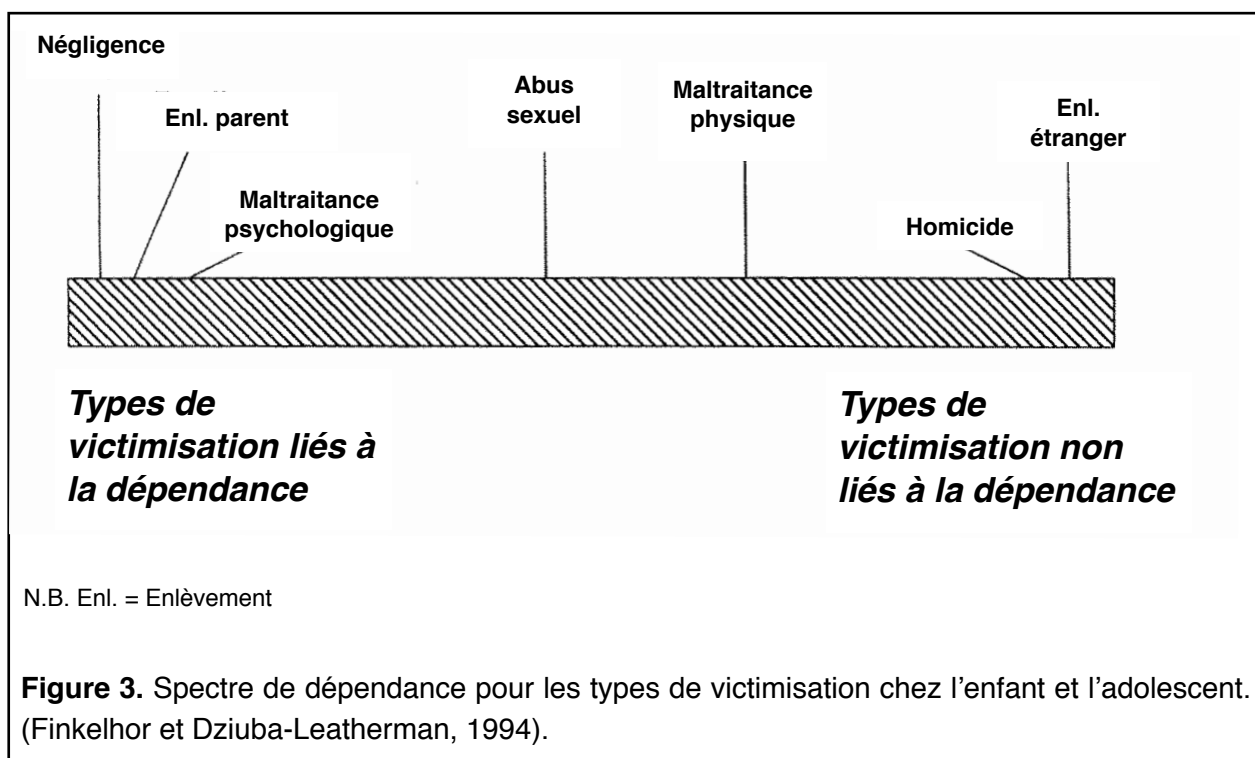 Négligence
Enl. parent
Maltraitance
psychologique
Abus
sexuel
Maltraitance
physique
Homicide
Enl.
étranger
Types de
victimisation liés à
la dépendance
Types de
victimisation non
liés à la dépendance
N.B. Enl. = Enlèvement
Figure 3. Spectre de dépendance pour les types de victimisation chez l’enfant et l’adolescent.
(Finkelhor et Dziuba-Leatherman, 1994).